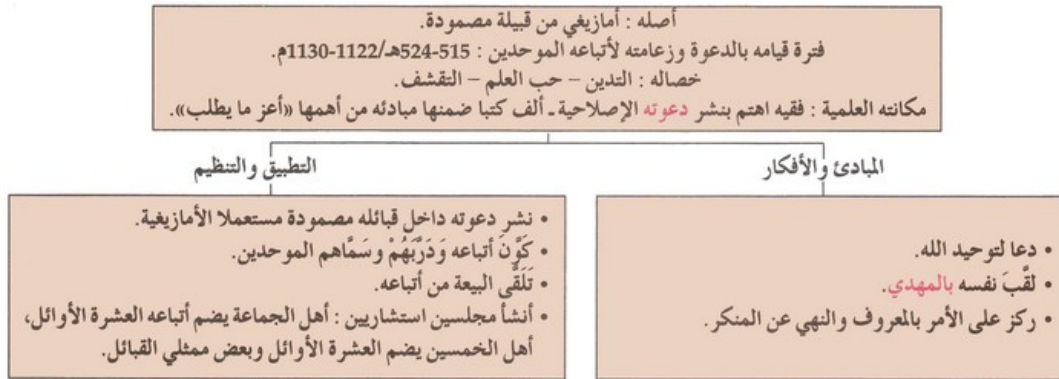 أصله : أمازيغي من قبيلة مصمودة.
فترة قيامه بالدعوة وزعامته لأتباعه الموحدين : 515-524هـ/1122-1130م.
خصاله : التدين – حب العلم – التقشف.
مكانته العلمية : فقيه اهتم بنشر دعوته الإصلاحية ـ ألف كتبا ضمنها مبادئه من أهمها «أعز ما يطلب».
المبادئ والأفكار
• دعا لتوحيد الله.
• لقَّبَ نفسه بالمهدي.
• ركز على الأمر بالمعروف والنهي عن المنكر.
التطبيق والتنظيم
• نشر دعوته داخل قبائله مصمودة مستعملا الأمازيغية.
• كَوَّنَ أتباعه وَدَرَّبَهُمْ وسَمَّاهم الموحدين.
• تَلَقَّى البيعة من أتباعه.
• أنشأ مجلسين استشاريين : أهل الجماعة يضم أتباعه العشرة الأوائل،
أهل الخمسين يضم العشرة الأوائل وبعض ممثلي القبائل.